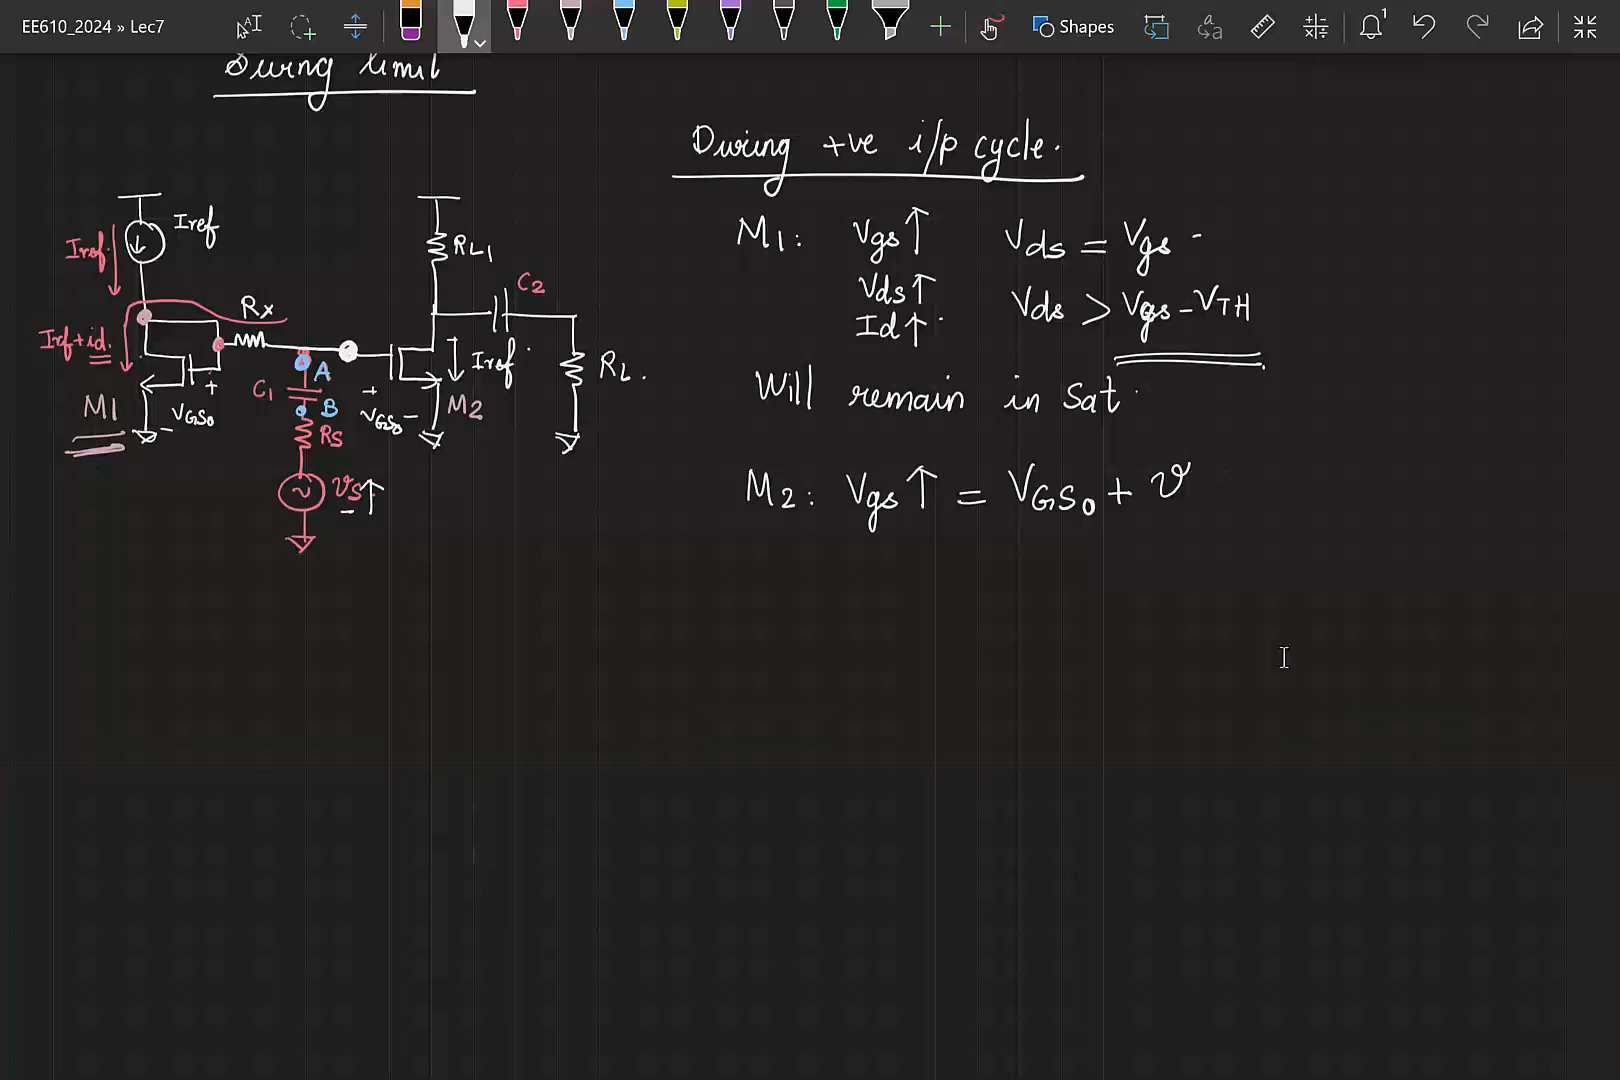 EE610_2024 » Lec7
Shapes
1
Swing limit
During +ve i/p cycle.
Iref
Iref
RL1
C2
Rx
Iref+id
Iref
RL
A
C1
B
M1
VGS0
+
-
RS
+
VGS0
-
M2
vs↑
M1: Vgs↑ Vds = Vgs
Vds↑ Vds > Vgs - VTH
Id↑
Will remain in Sat.
M2: Vgs↑ = VGS0 + v